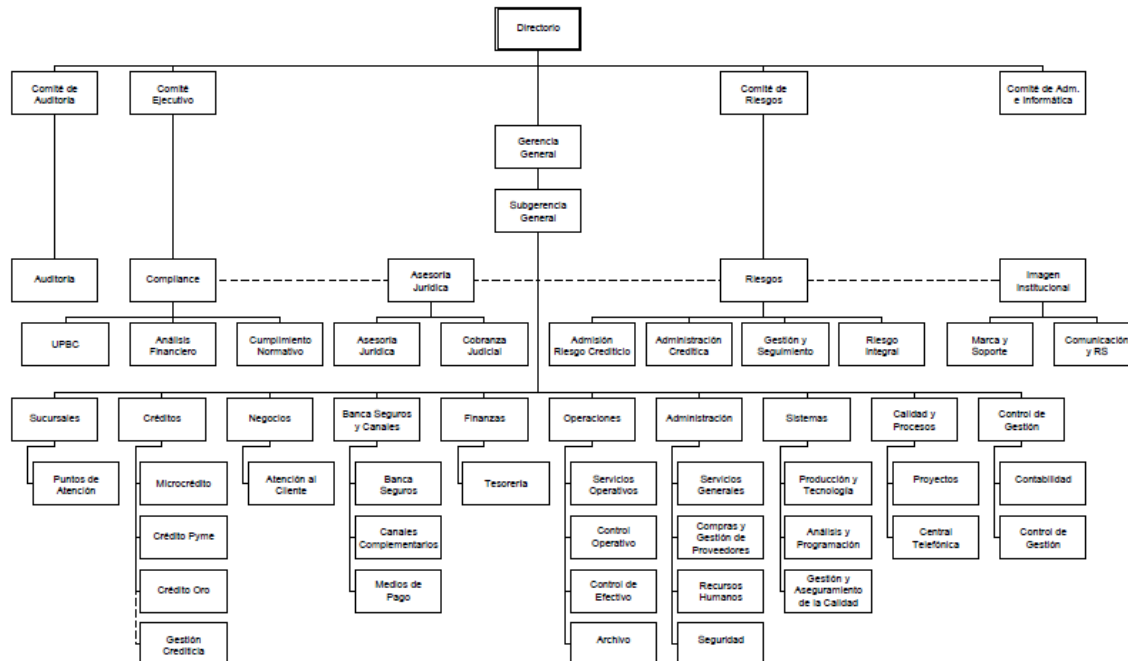 Directorio
Comité de
Auditoría
Comité
Ejecutivo
Comité de
Riesgos
Comité de Adm.
e Informática
Gerencia
General
Subgerencia
General
Auditoría
Compliance
Asesoría
Jurídica
Riesgos
Imagen
Institucional
UPBC
Análisis
Financiero
Cumplimiento
Normativo
Asesoría
Jurídica
Cobranza
Judicial
Admisión
Riesgo Crediticio
Administración
Crediticia
Gestión y
Seguimiento
Riesgo
Integral
Marca y
Soporte
Comunicación
y RS
Sucursales
Créditos
Negocios
Banca Seguros
y Canales
Finanzas
Operaciones
Administración
Sistemas
Calidad y
Procesos
Control de
Gestión
Puntos de
Atención
Microcrédito
Atención al
Cliente
Banca
Seguros
Tesorería
Servicios
Operativos
Servicios
Generales
Producción y
Tecnología
Proyectos
Contabilidad
Crédito Pyme
Canales
Complementarios
Control
Operativo
Compras y
Gestión de
Proveedores
Análisis y
Programación
Central
Telefónica
Control de
Gestión
Crédito Oro
Medios de
Pago
Control de
Efectivo
Recursos
Humanos
Gestión y
Aseguramiento
de la Calidad
Gestión
Crediticia
Archivo
Seguridad